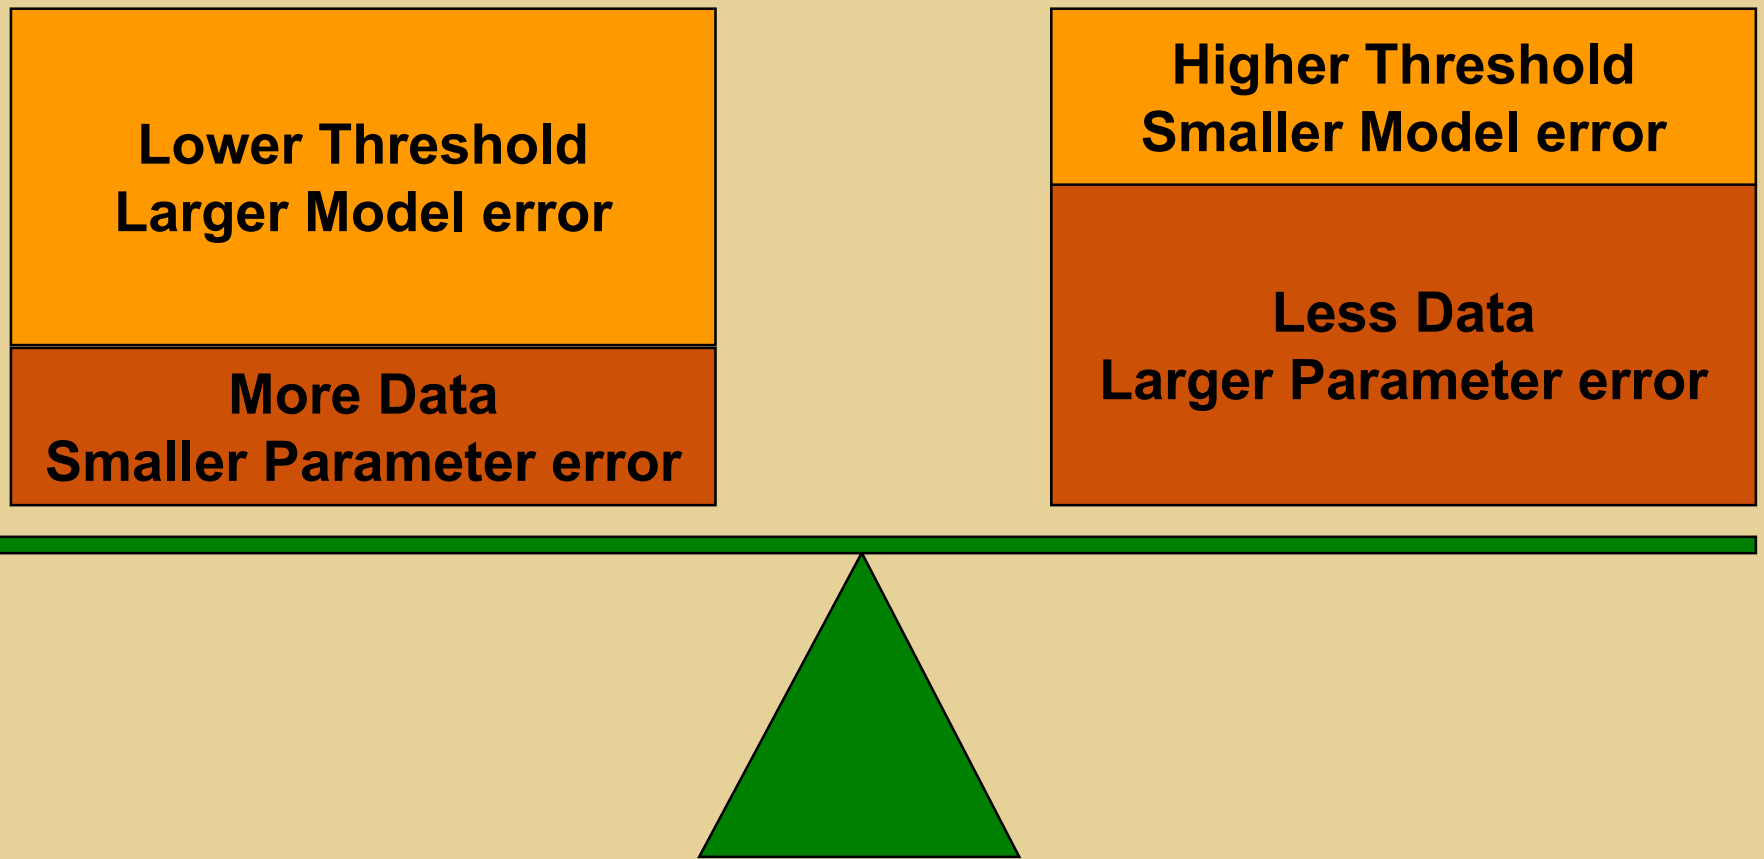 Lower Threshold
Larger Model error
More Data
Smaller Parameter error
Higher Threshold
Smaller Model error
Less Data
Larger Parameter error